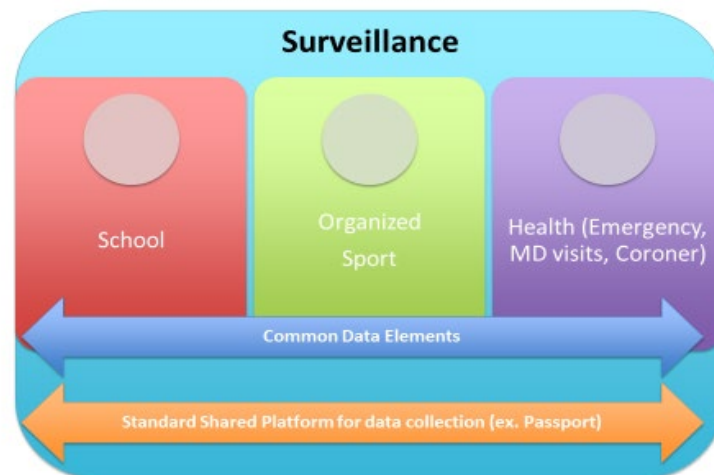 Surveillance
School
Organized
Sport
Health (Emergency,
MD visits, Coroner)
Common Data Elements
Standard Shared Platform for data collection (ex. Passport)